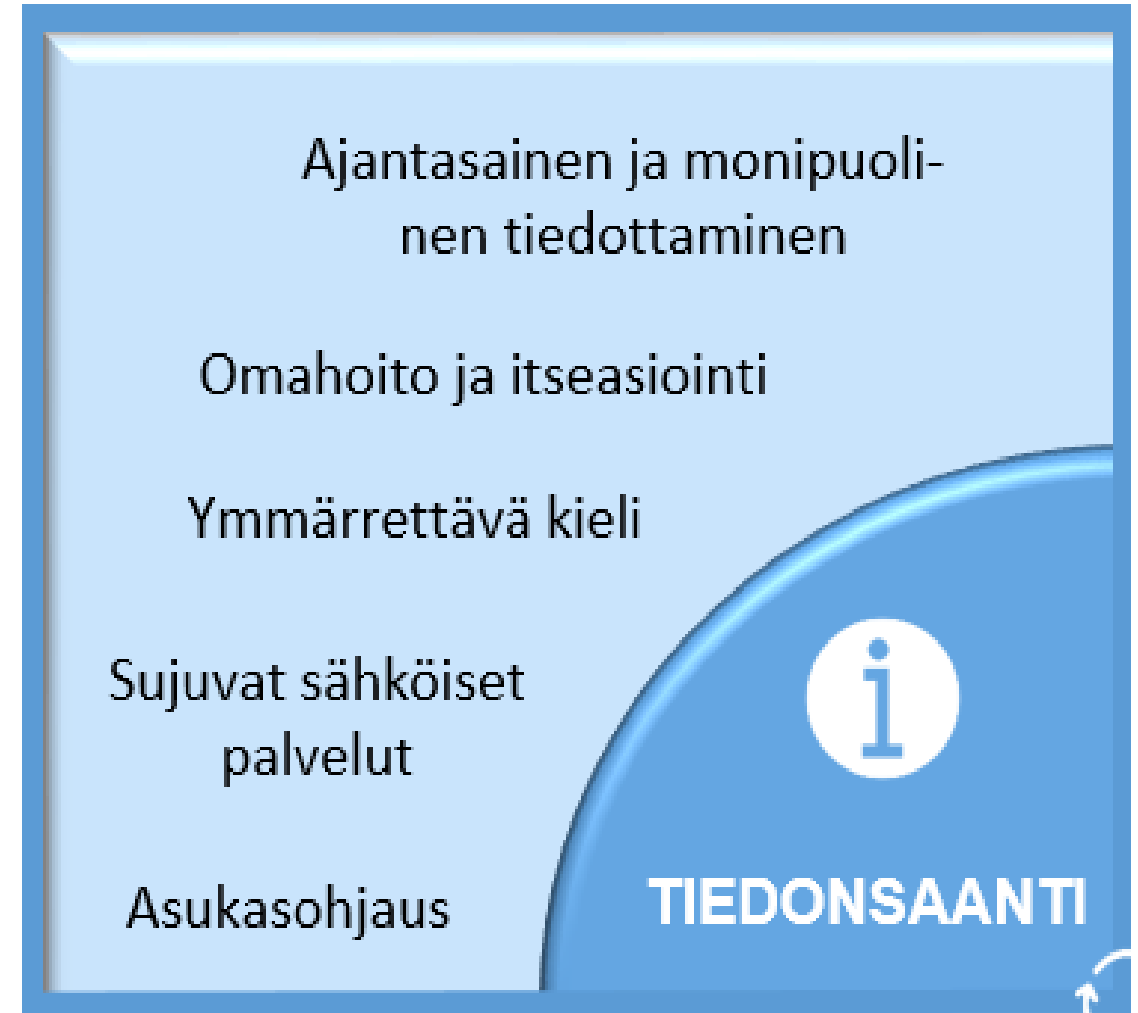 Ajantasainen ja monipuoli-
nen tiedottaminen
Omahoito ja itseasiointi
Ymmärrettävä kieli
Sujuvat sähköiset
palvelut
Asukasohjaus
TIEDONSAANTI